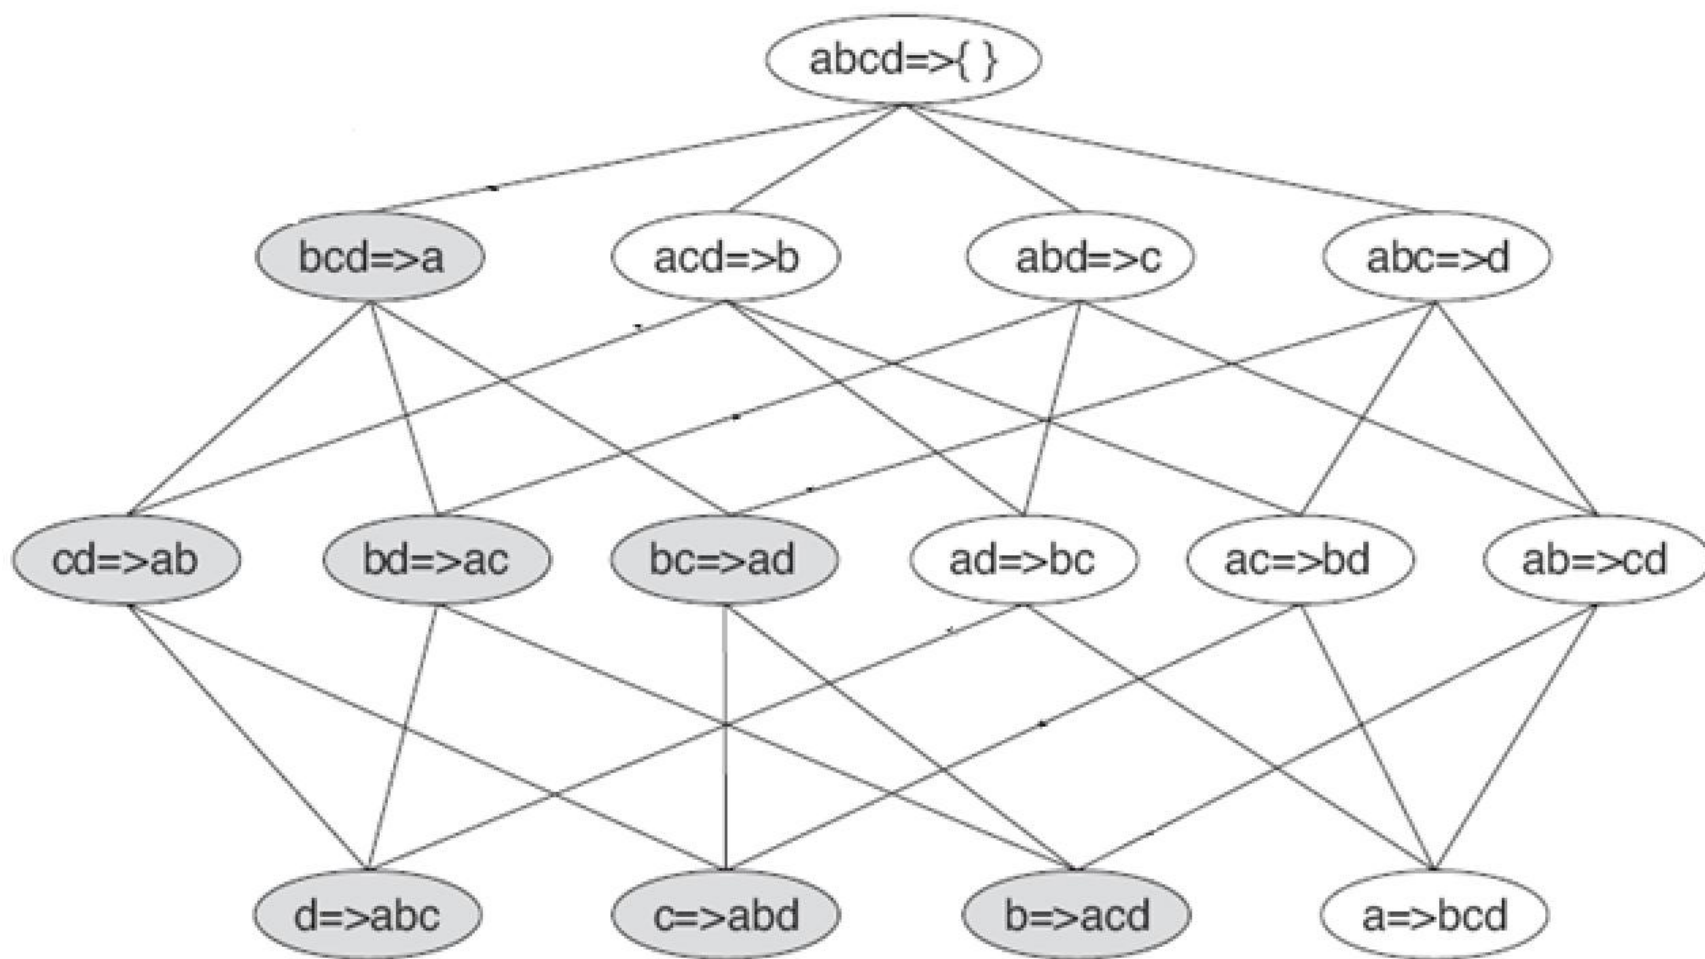 abcd=>{ }
bcd=>a
acd=>b
abd=>c
abc=>d
cd=>ab
bd=>ac
bc=>ad
ad=>bc
ac=>bd
ab=>cd
d=>abc
c=>abd
b=>acd
a=>bcd